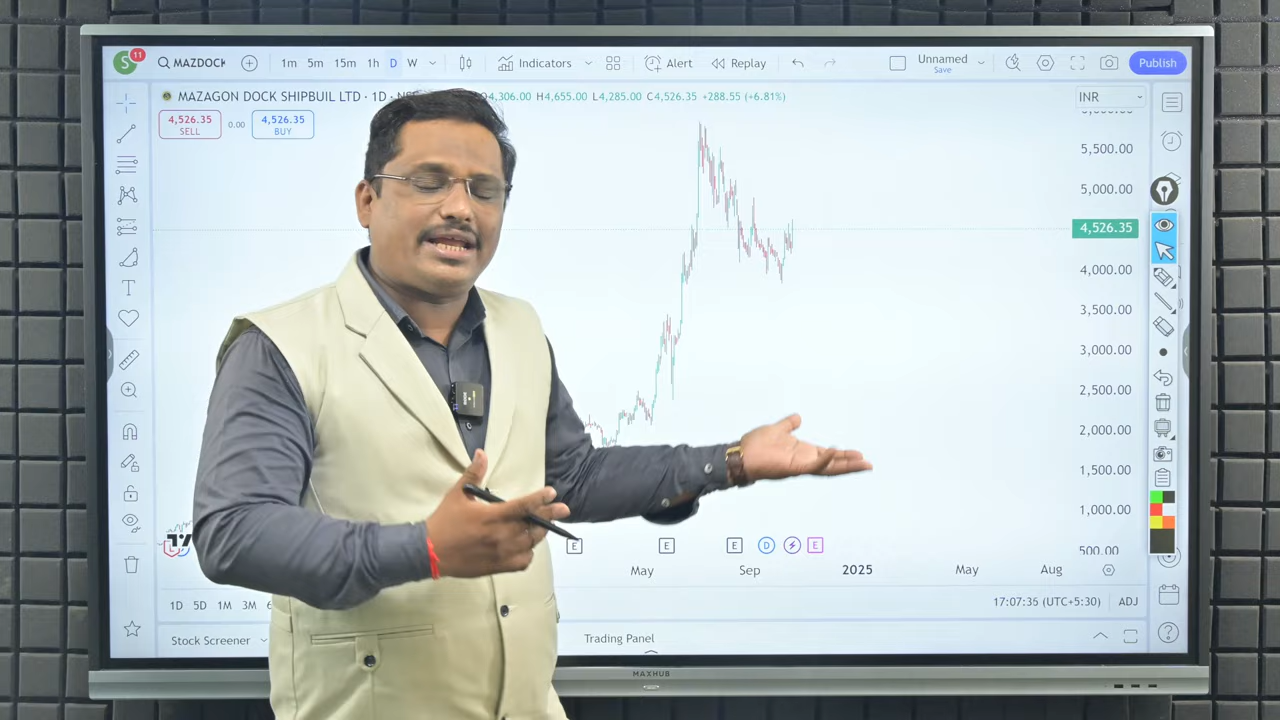 S 11 MAZDOCK 1m 5m 15m 1h D W Indicators Alert Replay Unnamed Save Publish
MAZAGON DOCK SHIPBUIL LTD · 1D · 4,306.00 H4,655.00 L4,285.00 C4,526.35 +288.55 (+6.81%)
INR
4,526.35 SELL
0.00
4,526.35 BUY
5,500.00
5,000.00
4,526.35
4,000.00
3,500.00
3,000.00
2,500.00
2,000.00
1,500.00
1,000.00
500.00
E E E D E
May Sep 2025 May Aug
1D 5D 1M 3M
17:07:35 (UTC+5:30) ADJ
Stock Screener
Trading Panel
MAXHUB